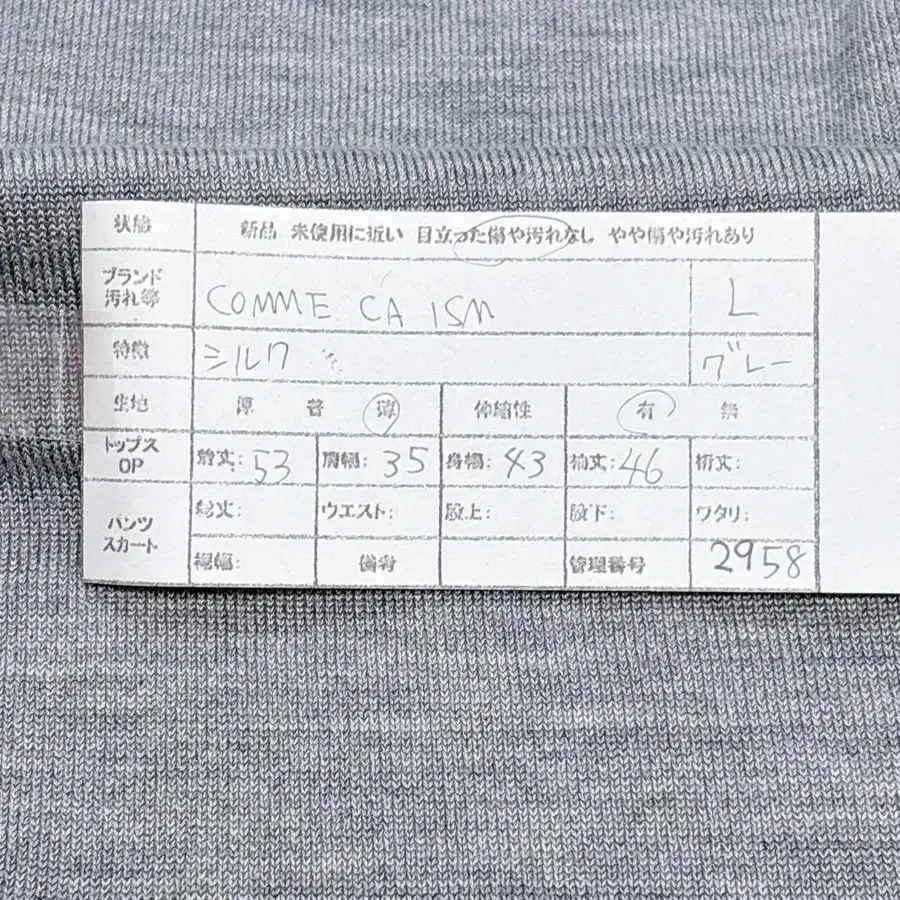 状態 新品 未使用に近い 目立った傷や汚れなし やや傷や汚れあり
ブランド
汚れ等 COMME CA ISM L
特徴 シルク グレー
生地 厚 普 薄 伸縮性 有 無
トップス
OP 着丈: 53 肩幅: 35 身幅: 43 袖丈: 46 裄丈:
パンツ
スカート 総丈: ウエスト: 股上: 股下: ワタリ:
裾幅: 備考 管理番号 2958